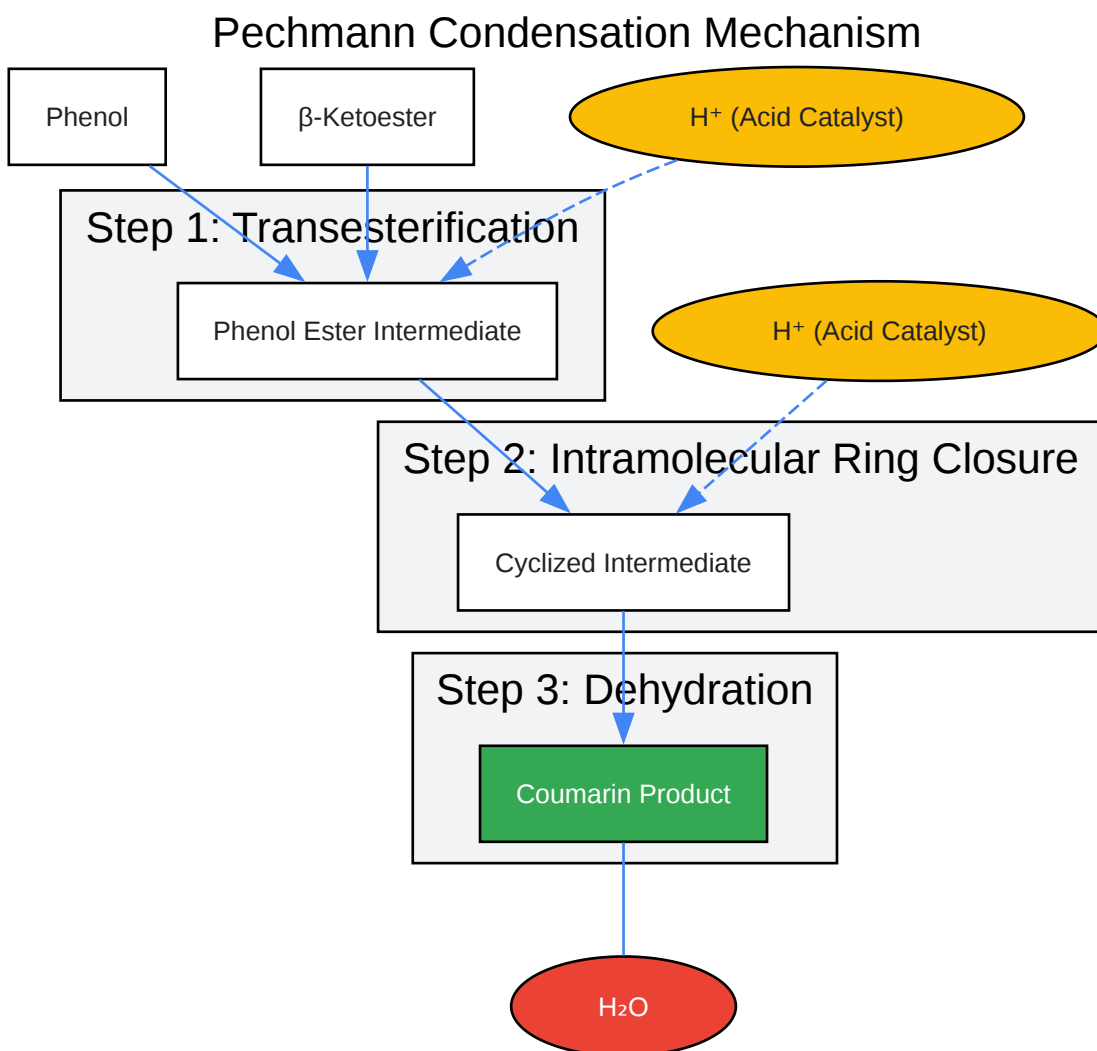 Pechmann Condensation Mechanism
Phenol
β-Ketoester
H⁺ (Acid Catalyst)
Step 1: Transesterification
Phenol Ester Intermediate
H⁺ (Acid Catalyst)
Step 2: Intramolecular Ring Closure
Cyclized Intermediate
Step 3: Dehydration
Coumarin Product
H₂O